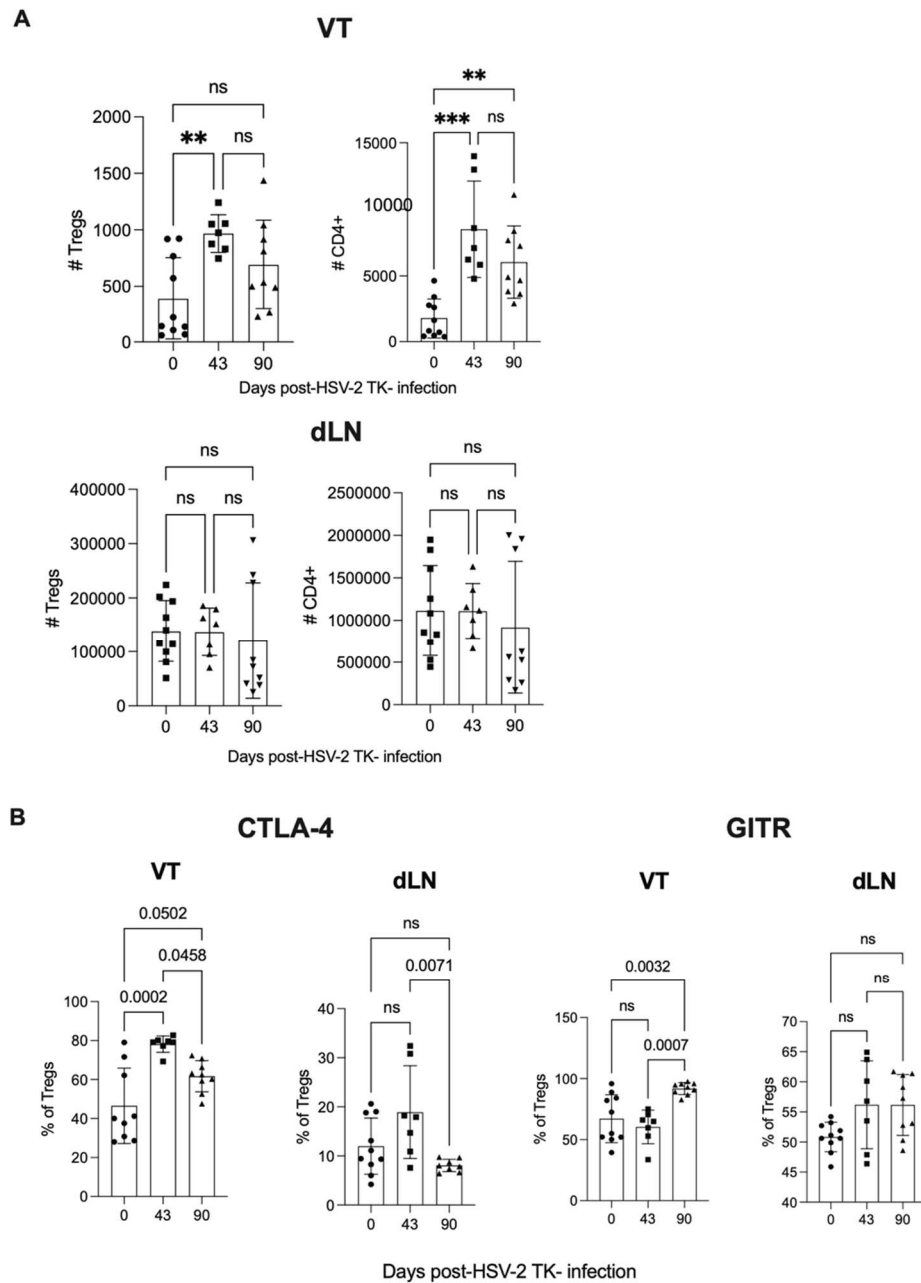 A
VT
ns
**
ns
2000
1500
1000
500
0
# Tregs
0 43 90
**
***
ns
15000
10000
5000
0
# CD4+
0 43 90
Days post-HSV-2 TK- infection
dLN
ns
ns ns
400000
300000
200000
100000
0
# Tregs
0 43 90
ns
ns ns
2500000
2000000
1500000
1000000
500000
0
# CD4+
0 43 90
Days post-HSV-2 TK- infection
B
CTLA-4
GITR
VT
0.0502
0.0458
0.0002
100
80
60
40
20
0
% of Tregs
0 43 90
dLN
ns
0.0071
ns
40
30
20
10
0
% of Tregs
0 43 90
VT
0.0032
ns
0.0007
150
100
50
0
% of Tregs
0 43 90
dLN
ns
ns
ns
70
65
60
55
50
45
40
% of Tregs
0 43 90
Days post-HSV-2 TK- infection